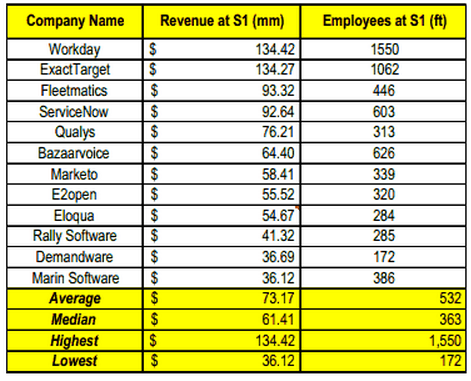 Company Name Revenue at S1 (mm) Employees at S1 (ft)
Workday $ 134.42 1550
ExactTarget $ 134.27 1062
Fleetmatics $ 93.32 446
ServiceNow $ 92.64 603
Qualys $ 76.21 313
Bazaarvoice $ 64.40 626
Marketo $ 58.41 339
E2open $ 55.52 320
Eloqua $ 54.67 284
Rally Software $ 41.32 285
Demandware $ 36.69 172
Marin Software $ 36.12 386
Average $ 73.17 532
Median $ 61.41 363
Highest $ 134.42 1,550
Lowest $ 36.12 172